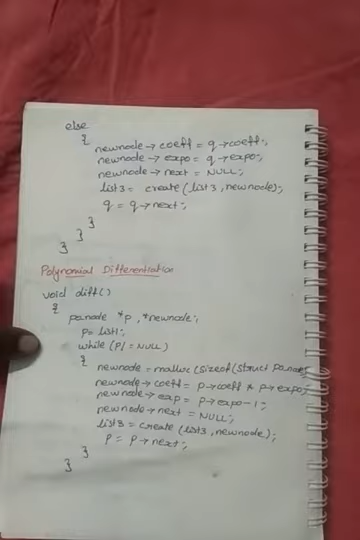 else
{
newnode → coeff = q → coeff;
newnode → expo = q → expo;
newnode → next = NULL;
list3 = create (list3, newnode);
q = q → next;
}
}
}
Polynomial Differentiation
void diff()
{
panode *p, *newnode;
p = list1;
while (p! = NULL)
{
newnode = malloc (sizeof (struct panode)
newnode → coeff = p → coeff * p → expo;
newnode → exp = p → expo - 1;
newnode → next = NULL;
list3 = create (list3, newnode);
p = p → next;
}
}